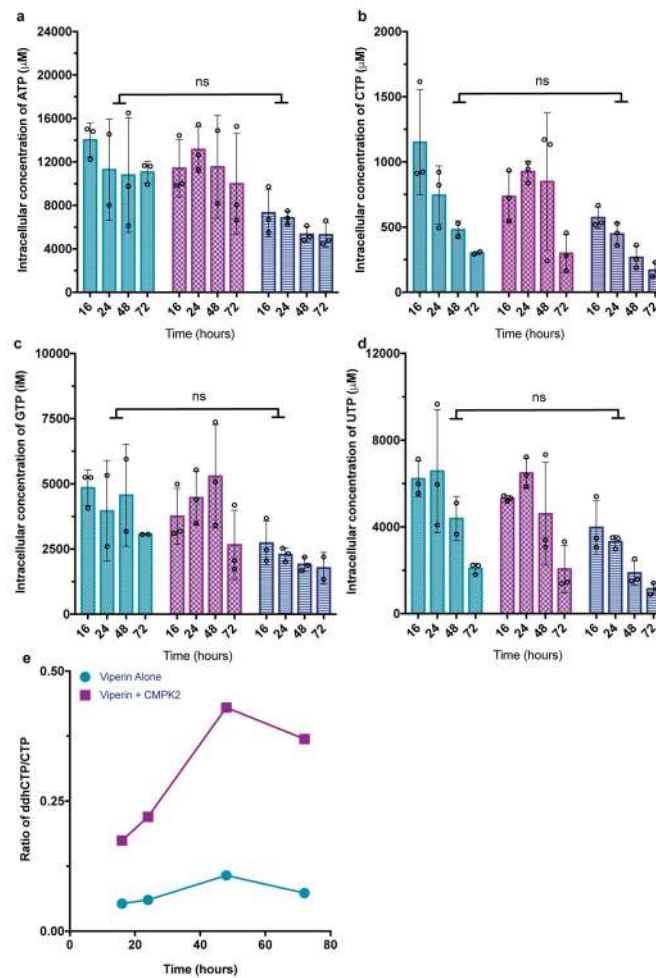 a
Intracellular concentration of ATP (μM)
24000
20000
16000
12000
8000
4000
0
ns
16 24 48 72 16 24 48 72 16 24 48 72
Time (hours)
b
Intracellular concentration of CTP (μM)
2000
1500
1000
500
0
ns
16 24 48 72 16 24 48 72 16 24 48 72
Time (hours)
c
Intracellular concentration of GTP (iM)
10000
7500
5000
2500
0
ns
16 24 48 72 16 24 48 72 16 24 48 72
Time (hours)
d
Intracellular concentration of UTP (μM)
12000
8000
4000
0
ns
16 24 48 72 16 24 48 72 16 24 48 72
Time (hours)
e
Viperin Alone
Viperin + CMPK2
Ratio of ddhCTP/CTP
0.50
0.25
0.00
0 20 40 60 80
Time (hours)